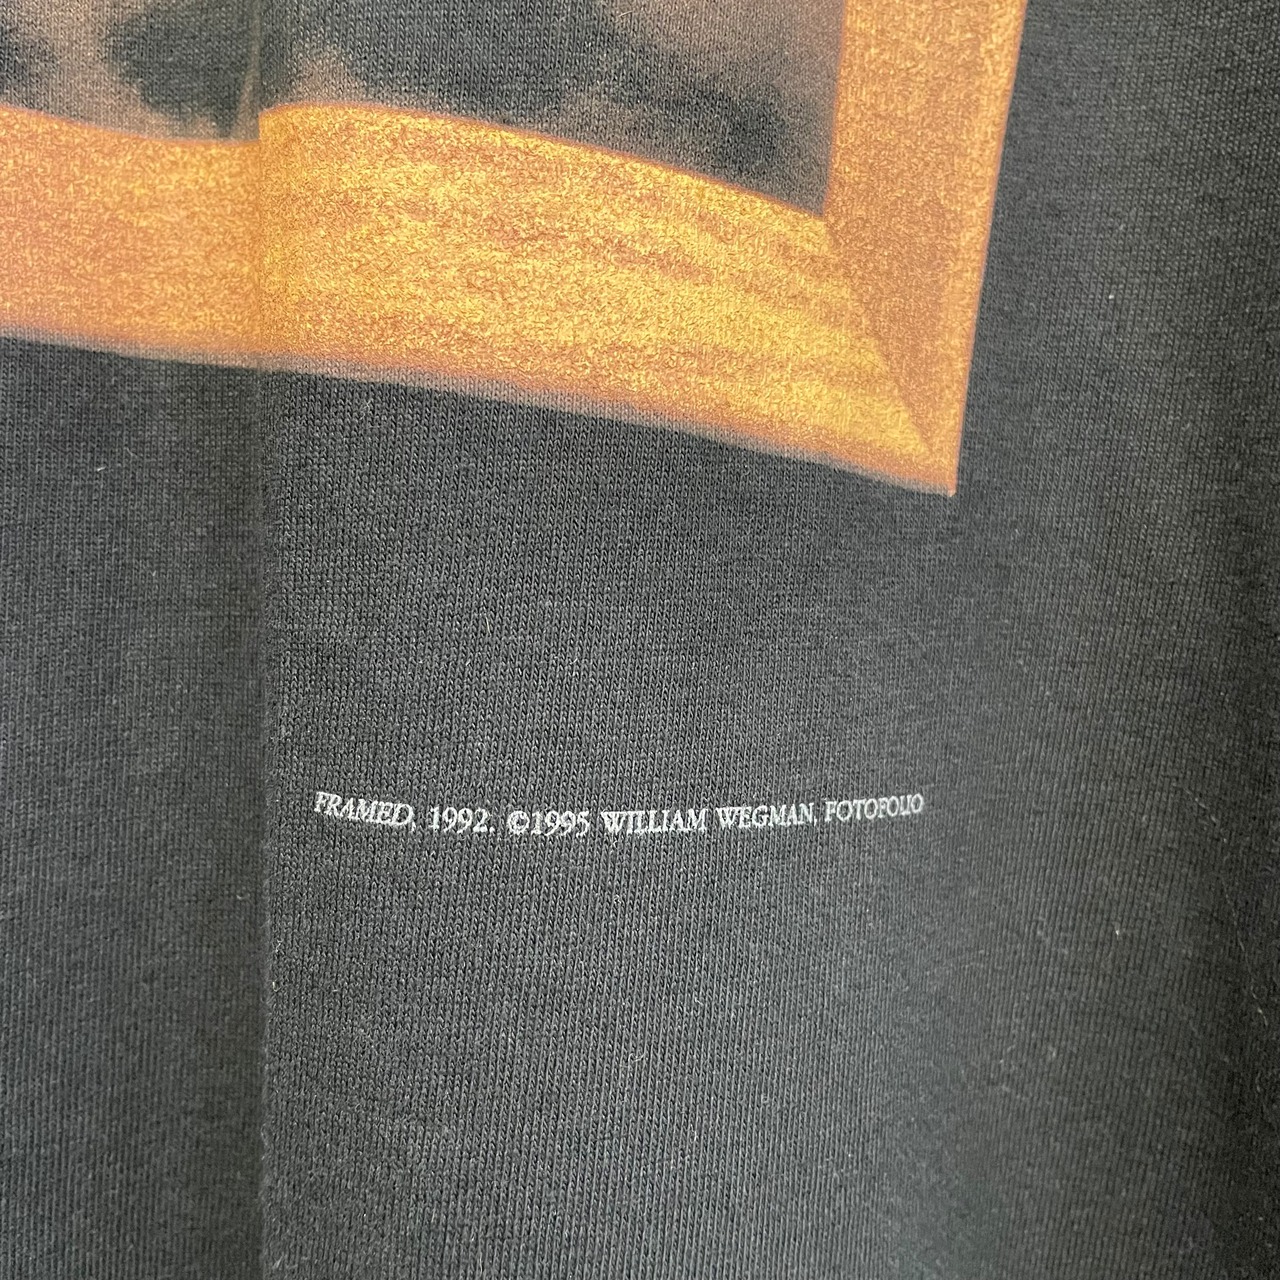 FRAMED, 1992. ©1995 WILLIAM WEGMAN, FOTOFOLIO